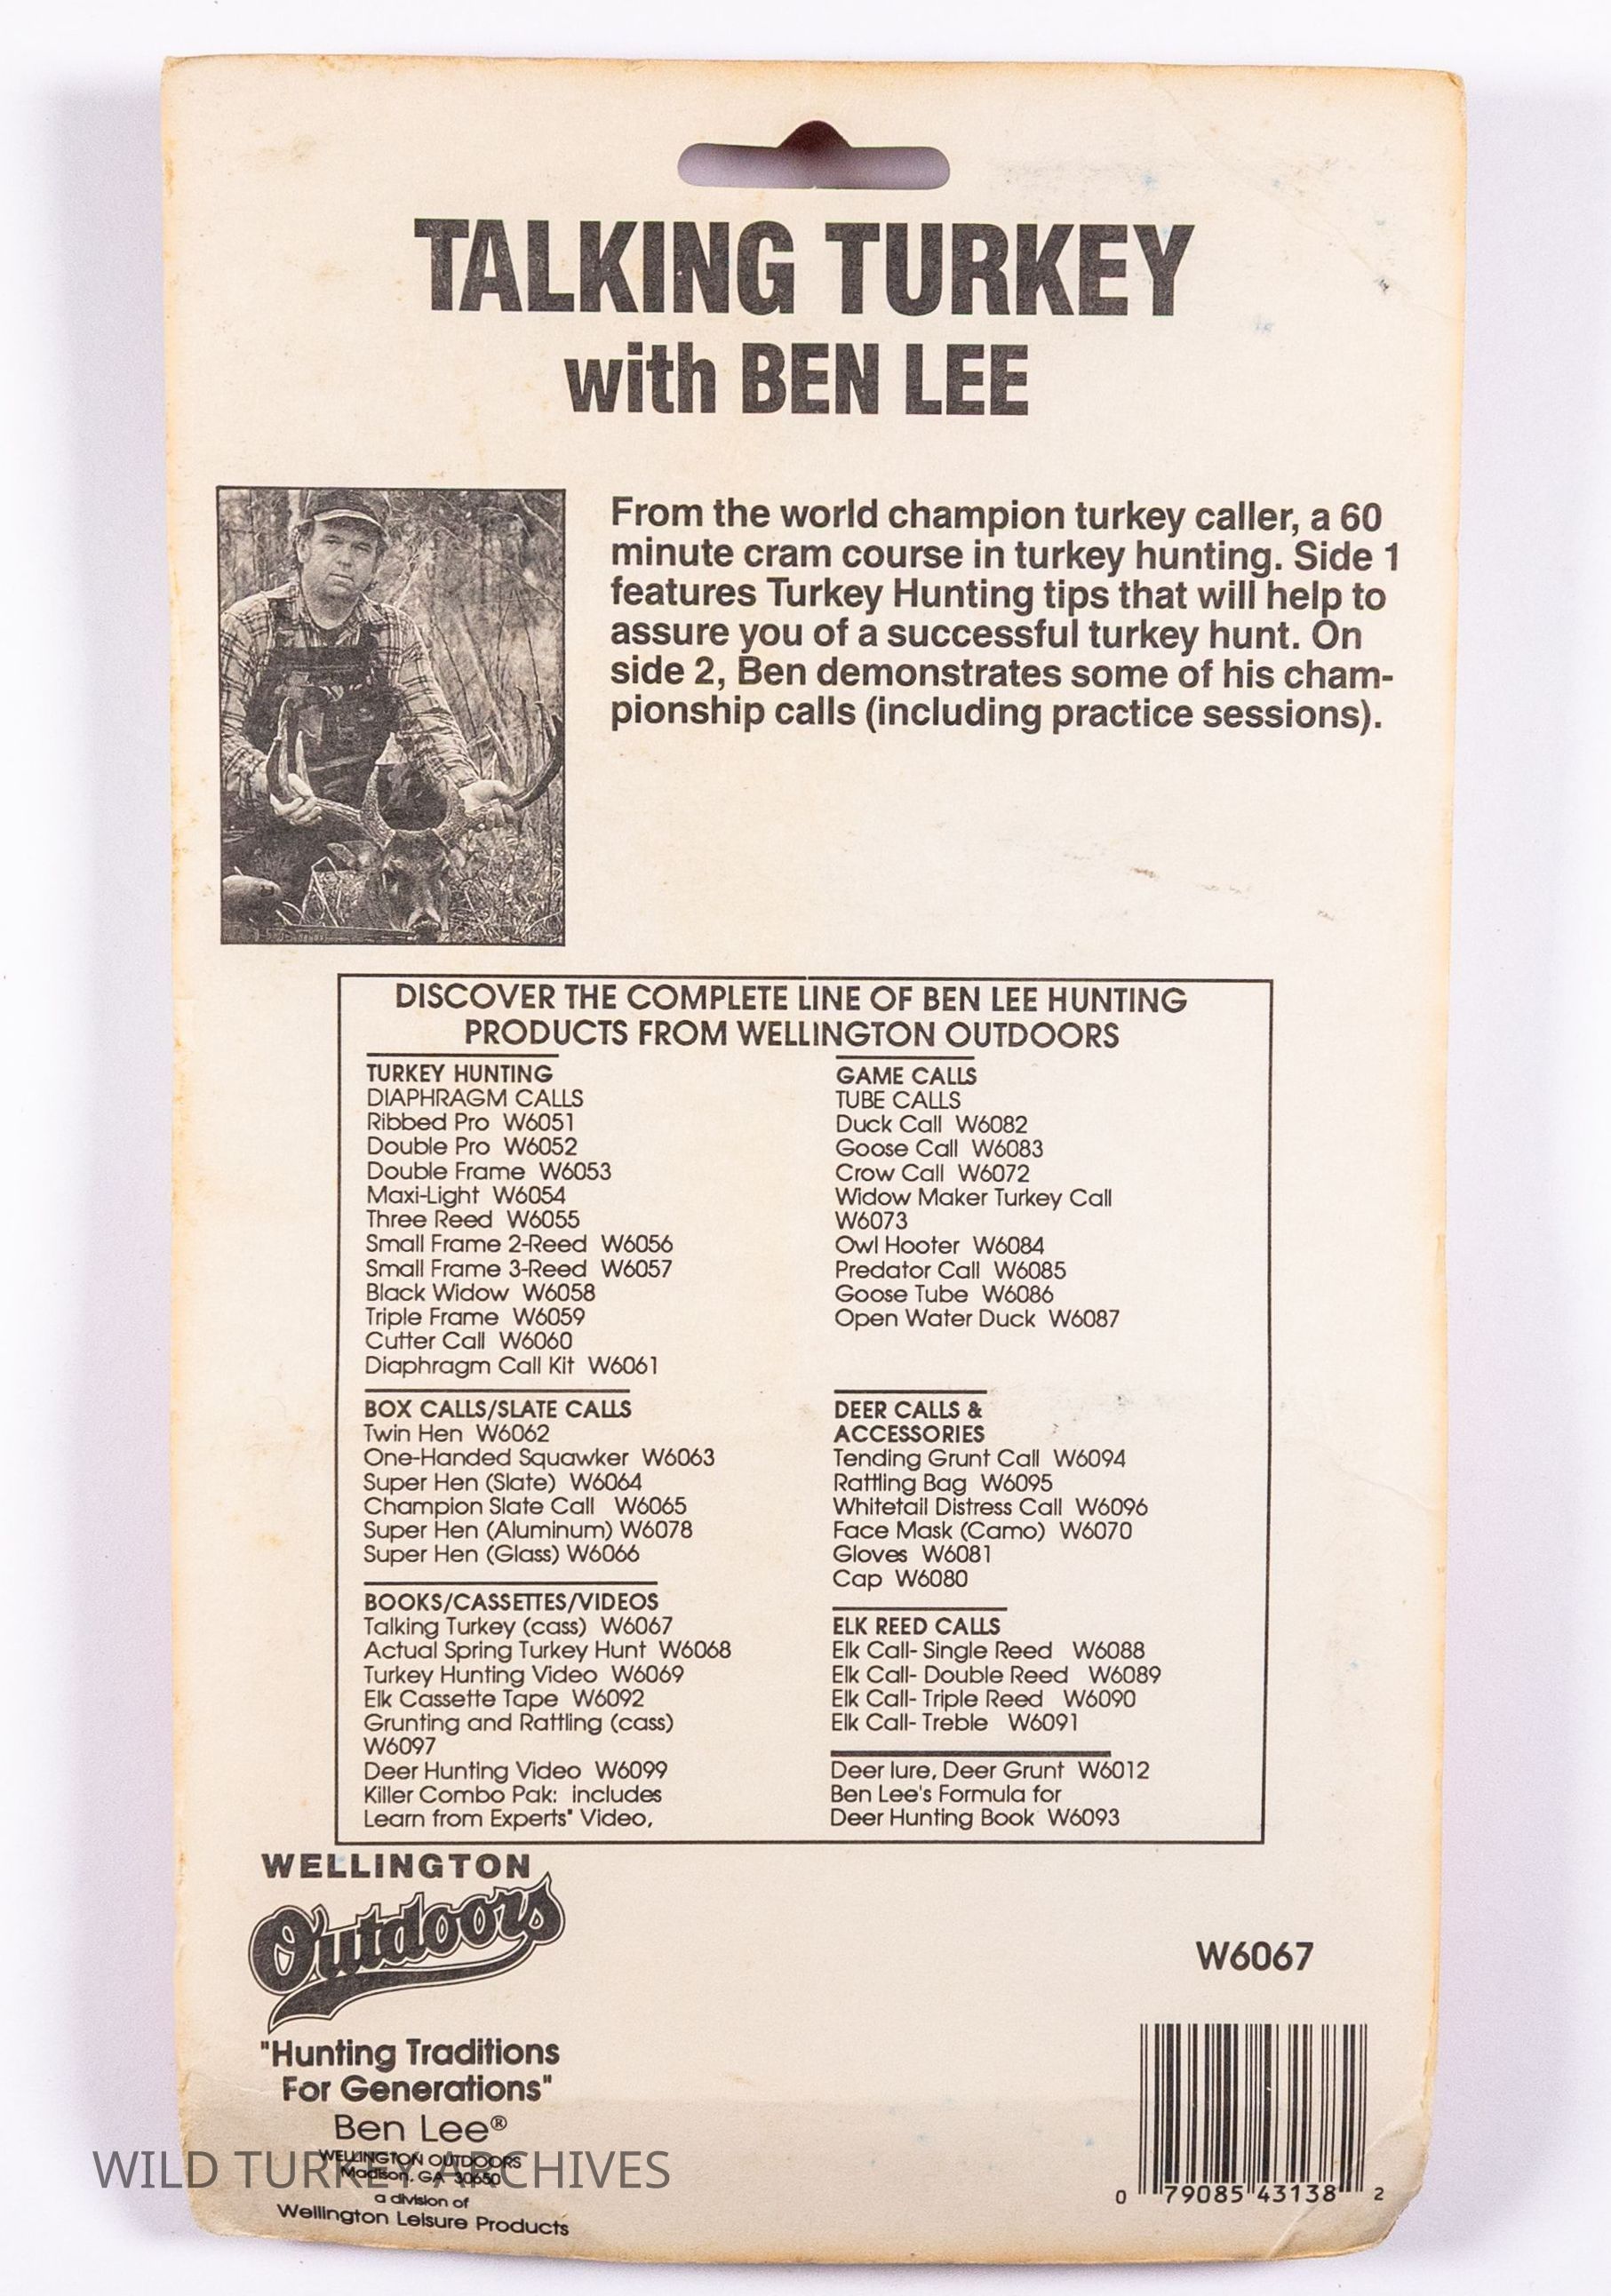 TALKING TURKEY
with BEN LEE
From the world champion turkey caller, a 60
minute cram course in turkey hunting. Side 1
features Turkey Hunting tips that will help to
assure you of a successful turkey hunt. On
side 2, Ben demonstrates some of his cham-
pionship calls (including practice sessions).
DISCOVER THE COMPLETE LINE OF BEN LEE HUNTING
PRODUCTS FROM WELLINGTON OUTDOORS
TURKEY HUNTING
DIAPHRAGM CALLS
Ribbed Pro W6051
Double Pro W6052
Double Frame W6053
Maxi-Light W6054
Three Reed W6055
Small Frame 2-Reed W6056
Small Frame 3-Reed W6057
Black Widow W6058
Triple Frame W6059
Cutter Call W6060
Diaphragm Call Kit W6061
BOX CALLS/SLATE CALLS
Twin Hen W6062
One-Handed Squawker W6063
Super Hen (Slate) W6064
Champion Slate Call W6065
Super Hen (Aluminum) W6078
Super Hen (Glass) W6066
BOOKS/CASSETTES/VIDEOS
Talking Turkey (cass) W6067
Actual Spring Turkey Hunt W6068
Turkey Hunting Video W6069
Elk Cassette Tape W6092
Grunting and Rattling (cass)
W6097
Deer Hunting Video W6099
Killer Combo Pak: includes
Learn from Experts" Video,
GAME CALLS
TUBE CALLS
Duck Call W6082
Goose Call W6083
Crow Call W6072
Widow Maker Turkey Call
W6073
Owl Hooter W6084
Predator Call W6085
Goose Tube W6086
Open Water Duck W6087
DEER CALLS &
ACCESSORIES
Tending Grunt Call W6094
Rattling Bag W6095
Whitetail Distress Call W6096
Face Mask (Camo) W6070
Gloves W6081
Cap W6080
ELK REED CALLS
Elk Call- Single Reed W6088
Elk Call- Double Reed W6089
Elk Call- Triple Reed W6090
Elk Call- Treble W6091
Deer lure, Deer Grunt W6012
Ben Lee's Formula for
Deer Hunting Book W6093
WELLINGTON
Outdoors
"Hunting Traditions
For Generations"
Ben Lee®
WELLINGTON OUTDOORS
Madison, GA 30650
a division of
Wellington Leisure Products
W6067
0 79085 43138 2
WILD TURKEY ARCHIVES